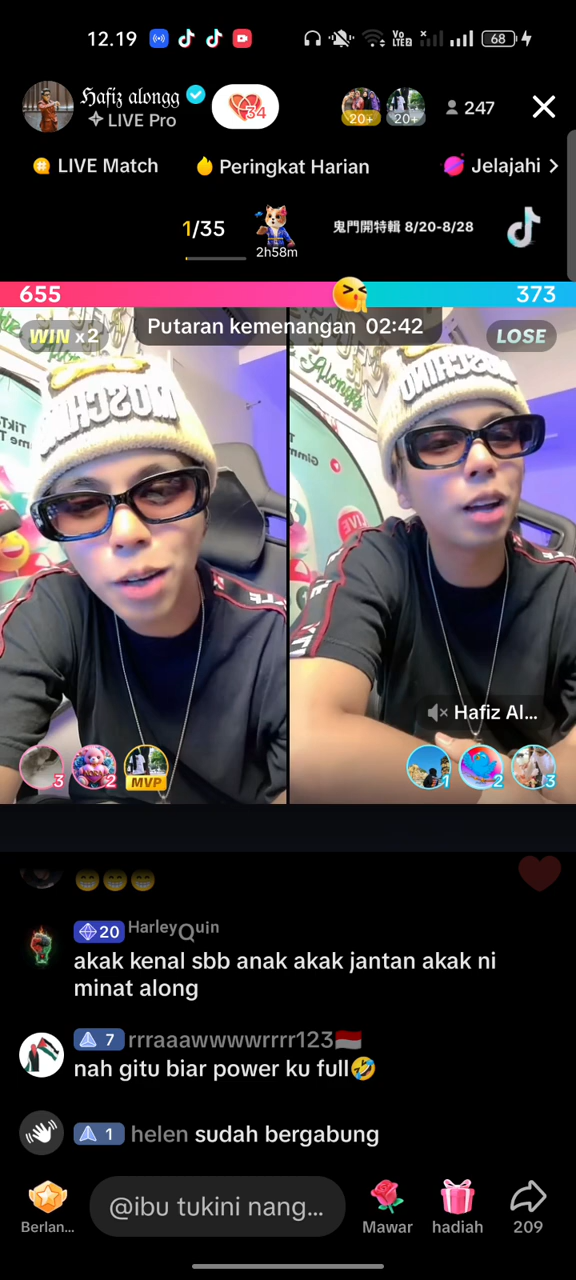 12.19
Vo LTE2
68
Hafiz alongg
LIVE Pro
34
20+
20+
247
LIVE Match
Peringkat Harian
Jelajahi
1/35
2h58m
鬼門開特輯 8/20-8/28
655
373
WIN x2
Putaran kemenangan 02:42
LOSE
MOSCHINO
MOSCHINO
LIVE
Hafiz Al...
3
2
MVP
1
2
3
20 HarleyQuin
akak kenal sbb anak akak jantan akak ni
minat along
7 rrraaawwwwrrrr123
nah gitu biar power ku full🤣
1 helen sudah bergabung
Berlan...
@ibu tukini nang...
Mawar
hadiah
209